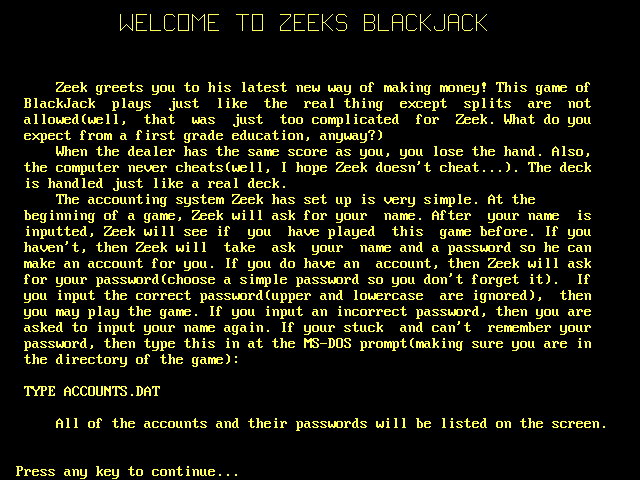 WELCOME TO ZEEKS BLACKJACK
Zeek greets you to his latest new way of making money! This game of
BlackJack plays just like the real thing except splits are not
allowed(well, that was just too complicated for Zeek. What do you
expect from a first grade education, anyway?)
When the dealer has the same score as you, you lose the hand. Also,
the computer never cheats(well, I hope Zeek doesn't cheat...). The deck
is handled just like a real deck.
The accounting system Zeek has set up is very simple. At the
beginning of a game, Zeek will ask for your name. After your name is
inputted, Zeek will see if you have played this game before. If you
haven't, then Zeek will take ask your name and a password so he can
make an account for you. If you do have an account, then Zeek will ask
for your password(choose a simple password so you don't forget it). If
you input the correct password(upper and lowercase are ignored), then
you may play the game. If you input an incorrect password, then you are
asked to input your name again. If your stuck and can't remember your
password, then type this in at the MS-DOS prompt(making sure you are in
the directory of the game):
TYPE ACCOUNTS.DAT
All of the accounts and their passwords will be listed on the screen.
Press any key to continue...